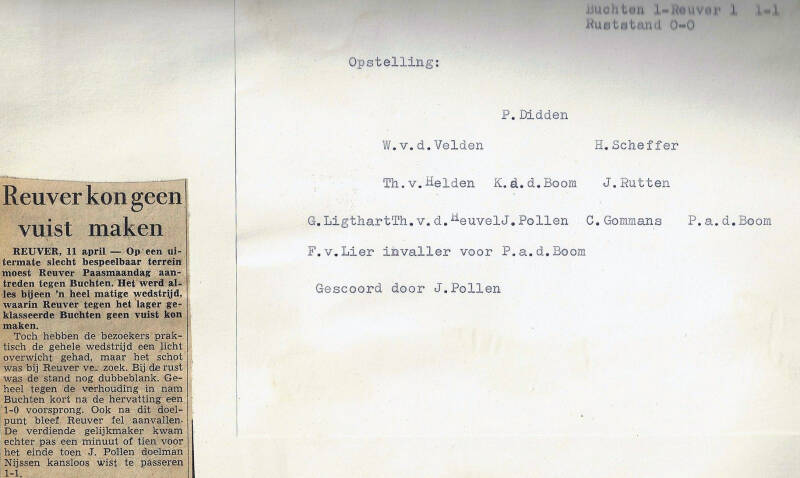 Buchten 1-Reuver 1 1-1
Ruststand 0-0
Opstelling:
P.Didden
W.v.d.Velden H.Scheffer
Th.v.Helden K.a.d.Boom J.Rutten
G.LigthartTh.v.d.HeuvelJ.Pollen C.Gommans P.a.d.Boom
F.v.Lier invaller voor P.a.d.Boom
Gescoord door J.Pollen
Reuver kon geen
vuist maken
REUVER, 11 april — Op een ui-
termate slecht bespeelbaar terrein
moest Reuver Paasmaandag aan-
treden tegen Buchten. Het werd al-
les bijeen 'n heel matige wedstrijd,
waarin Reuver tegen het lager ge-
klasseerde Buchten geen vuist kon
maken.
Toch hebben de bezoekers prak-
tisch de gehele wedstrijd een licht
overwicht gehad, maar het schot
was bij Reuver ve. zoek. Bij de rust
was de stand nog dubbelblank. Ge-
heel tegen de verhouding in nam
Buchten kort na de hervatting een
1-0 voorsprong. Ook na dit doel-
punt bleef Reuver fel aanvallen.
De verdiende gelijkmaker kwam
echter pas een minuut of tien voor
het einde toen J. Pollen doelman
Nijssen kansloos wist te passeren
1-1.